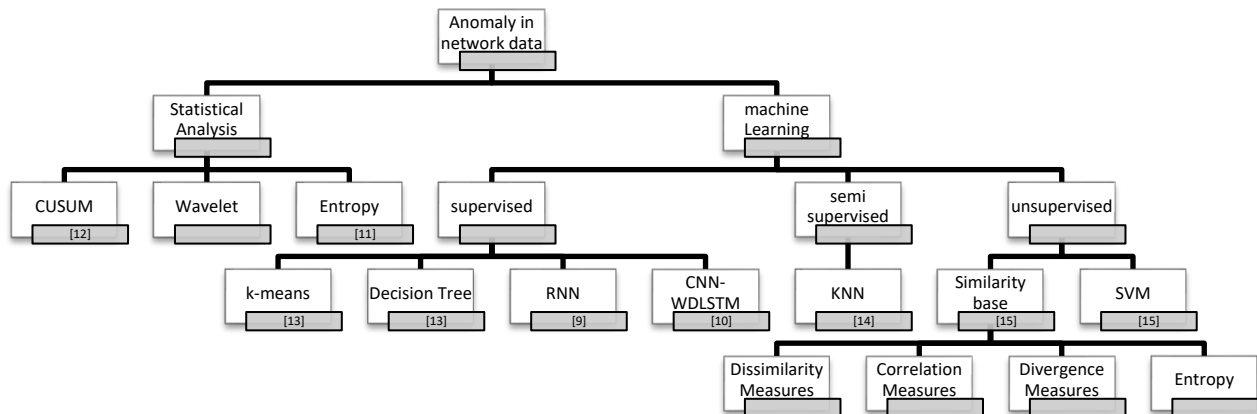 Anomaly in
network data
Statistical
Analysis
machine
Learning
CUSUM
[12]
Wavelet
Entropy
[11]
supervised
semi
supervised
unsupervised
k-means
[13]
Decision Tree
[13]
RNN
[9]
CNN-
WDLSTM
[10]
KNN
[14]
Similarity
base
[15]
SVM
[15]
Dissimilarity
Measures
Correlation
Measures
Divergence
Measures
Entropy